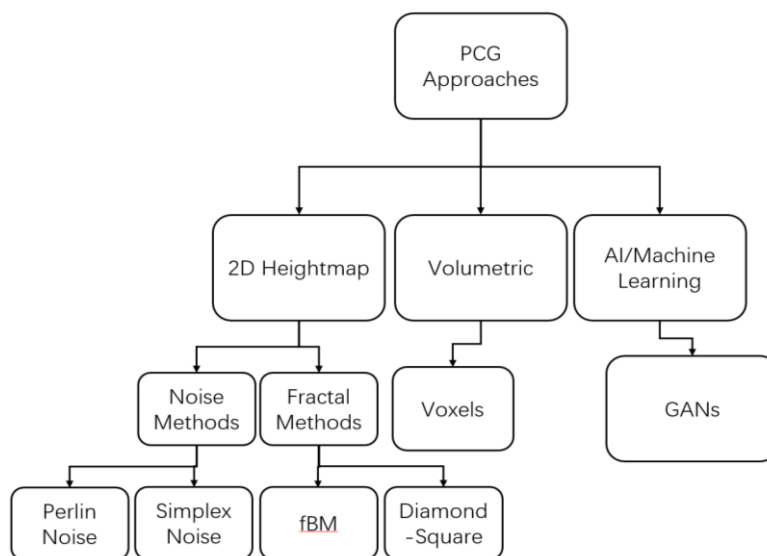 PCG
Approaches
2D Heightmap
Volumetric
AI/Machine
Learning
Noise
Methods
Fractal
Methods
Voxels
GANs
Perlin
Noise
Simplex
Noise
fBM
Diamond
-Square